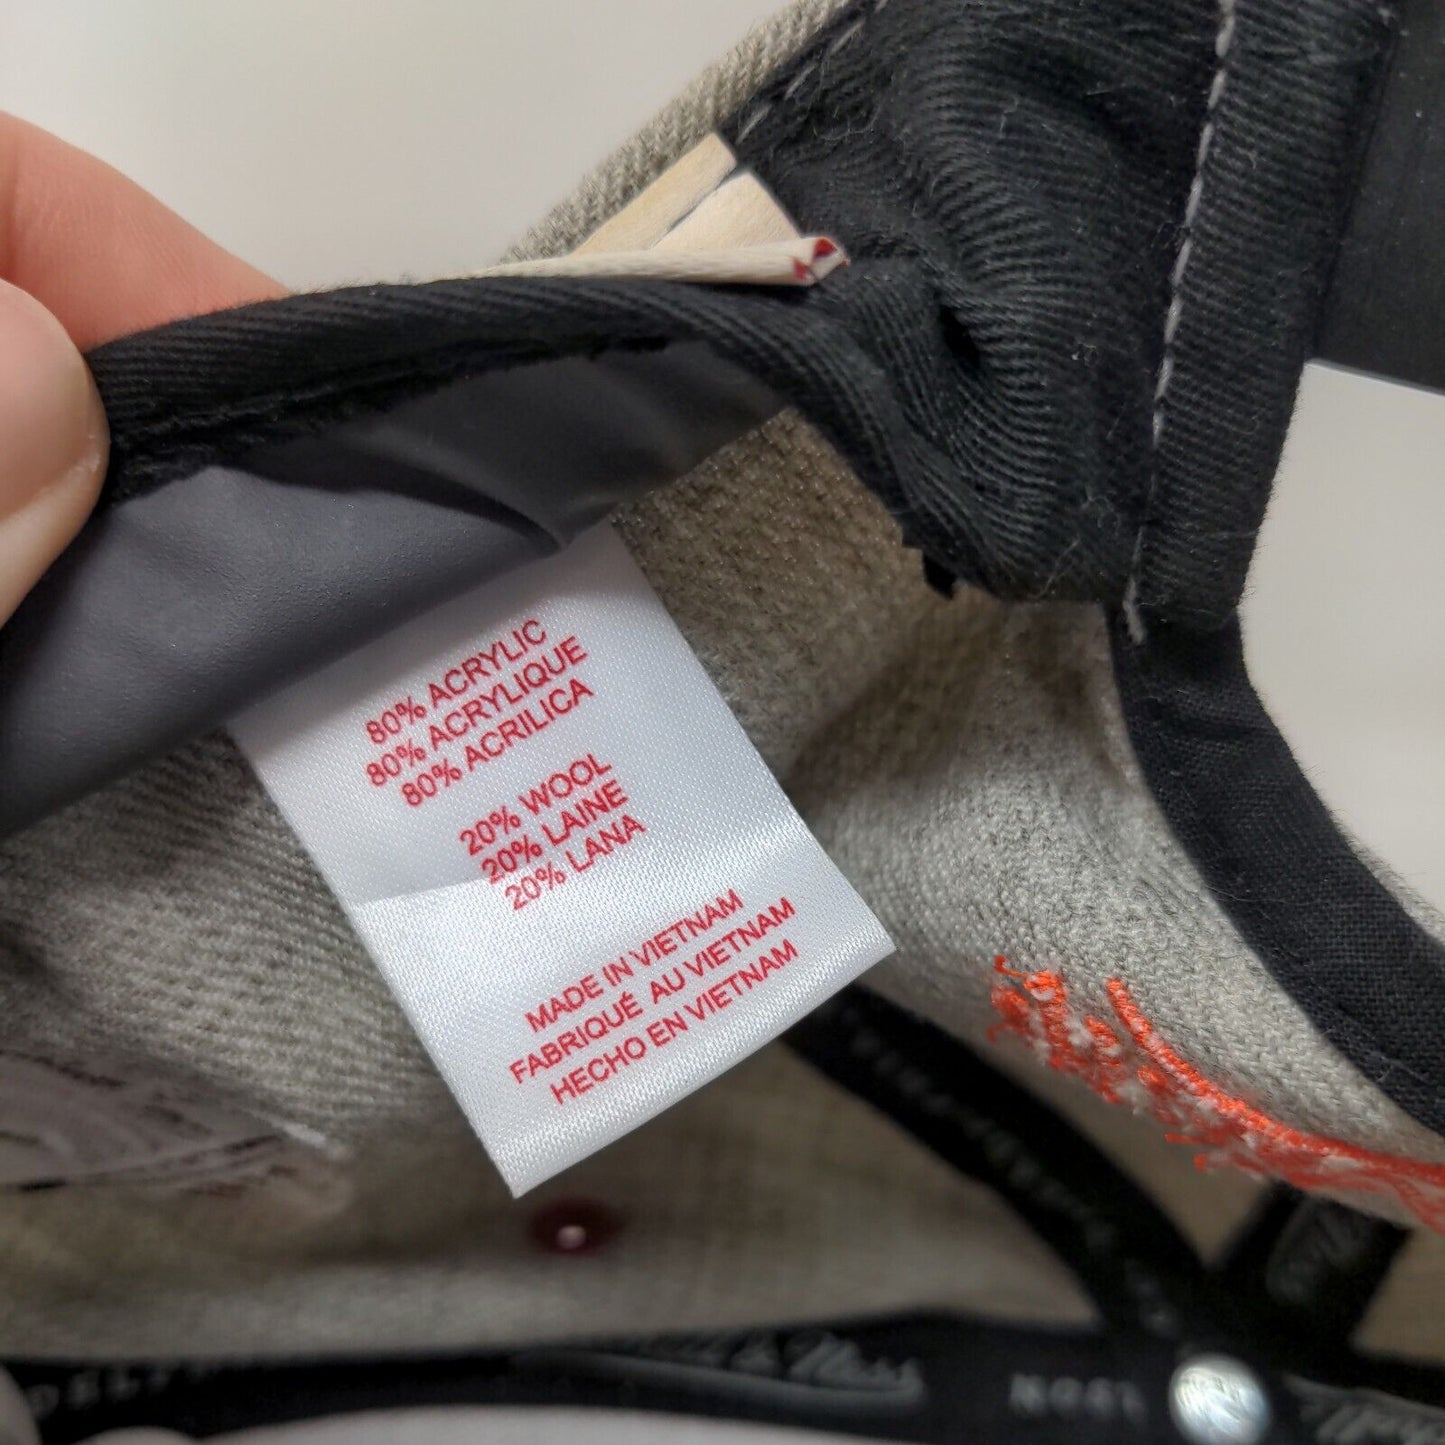 80% ACRYLIC
80% ACRYLIQUE
80% ACRILICA
20% WOOL
20% LAINE
20% LANA
MADE IN VIETNAM
FABRIQUÉ AU VIETNAM
HECHO EN VIETNAM
& Ness